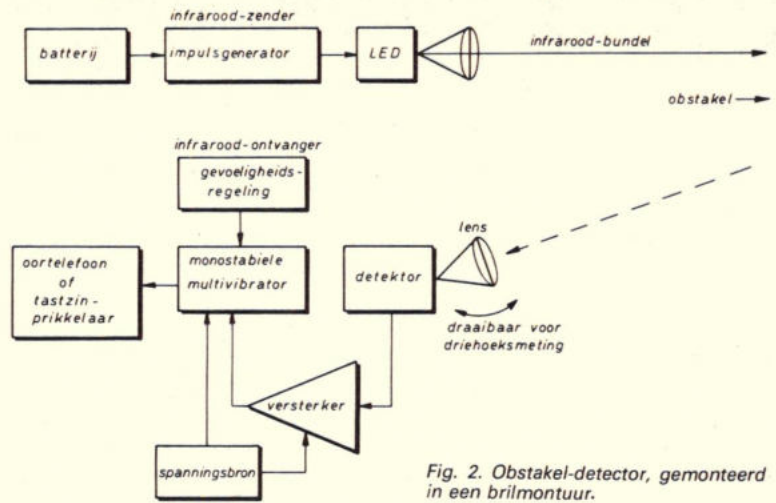 infrarood-zender
batterij
impulsgenerator
LED
infrarood-bundel
obstakel
infrarood-ontvanger
gevoeligheids-
regeling
lens
oortelefoon
of
tastzin-
prikkelaar
monostabiele
multivibrator
detektor
draaibaar voor
driehoeksmeting
versterker
spanningsbron
Fig. 2. Obstakel-detector, gemonteerd
in een brilmontuur.